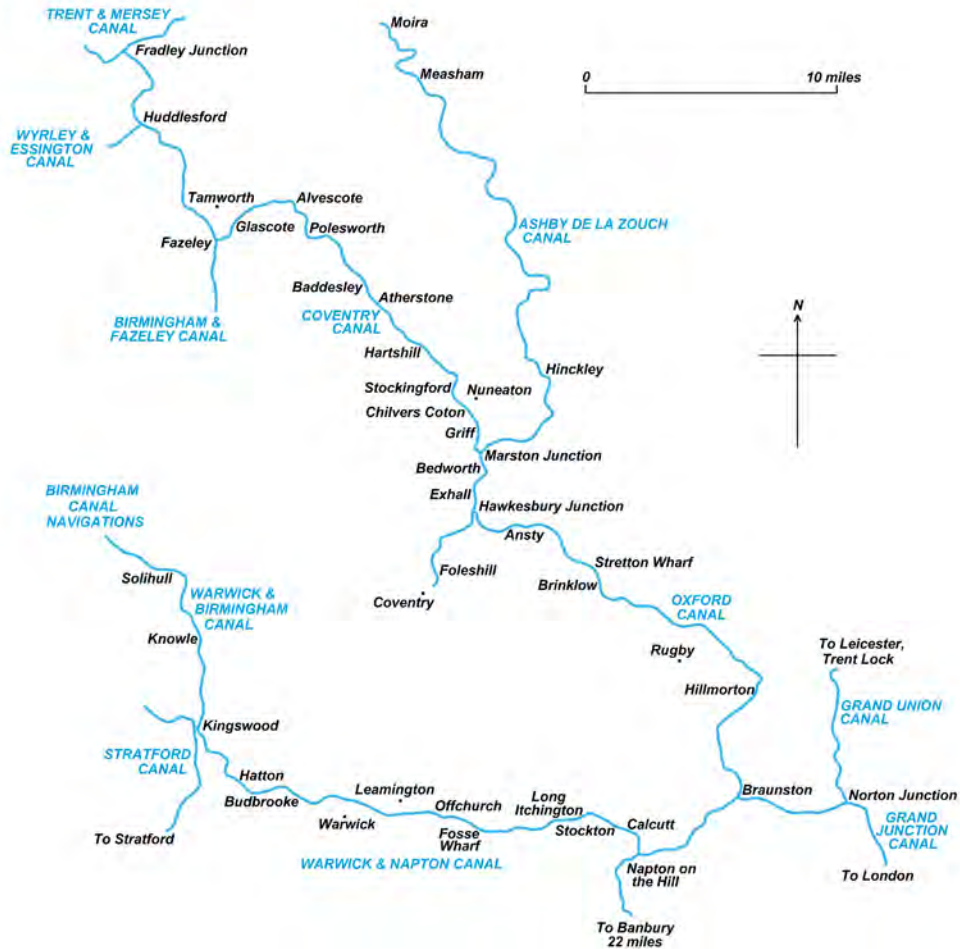 TRENT & MERSEY
CANAL
Fradley Junction
Moira
Measham
0
10 miles
Huddlesford
WYRLEY &
ESSINGTON
CANAL
Tamworth
Alvescote
Glascote
Polesworth
Fazeley
ASHBY DE LA ZOUCH
CANAL
Baddesley
Atherstone
BIRMINGHAM &
FAZELEY CANAL
COVENTRY
CANAL
N
Hartshill
Hinckley
Stockingford
Nuneaton
Chilvers Coton
Griff
Marston Junction
Bedworth
Exhall
Hawkesbury Junction
BIRMINGHAM
CANAL
NAVIGATIONS
Ansty
Foleshill
Stretton Wharf
Solihull
Brinklow
WARWICK &
BIRMINGHAM
CANAL
Coventry
OXFORD
CANAL
Knowle
Rugby
To Leicester,
Trent Lock
Hillmorton
GRAND UNION
CANAL
Kingswood
STRATFORD
CANAL
Hatton
Budbrooke
Leamington
Offchurch
Long
Itchington
Braunston
Norton Junction
To Stratford
Warwick
Fosse
Wharf
Stockton
Calcutt
GRAND
JUNCTION
CANAL
WARWICK & NAPTON CANAL
Napton on
the Hill
To London
To Banbury
22 miles